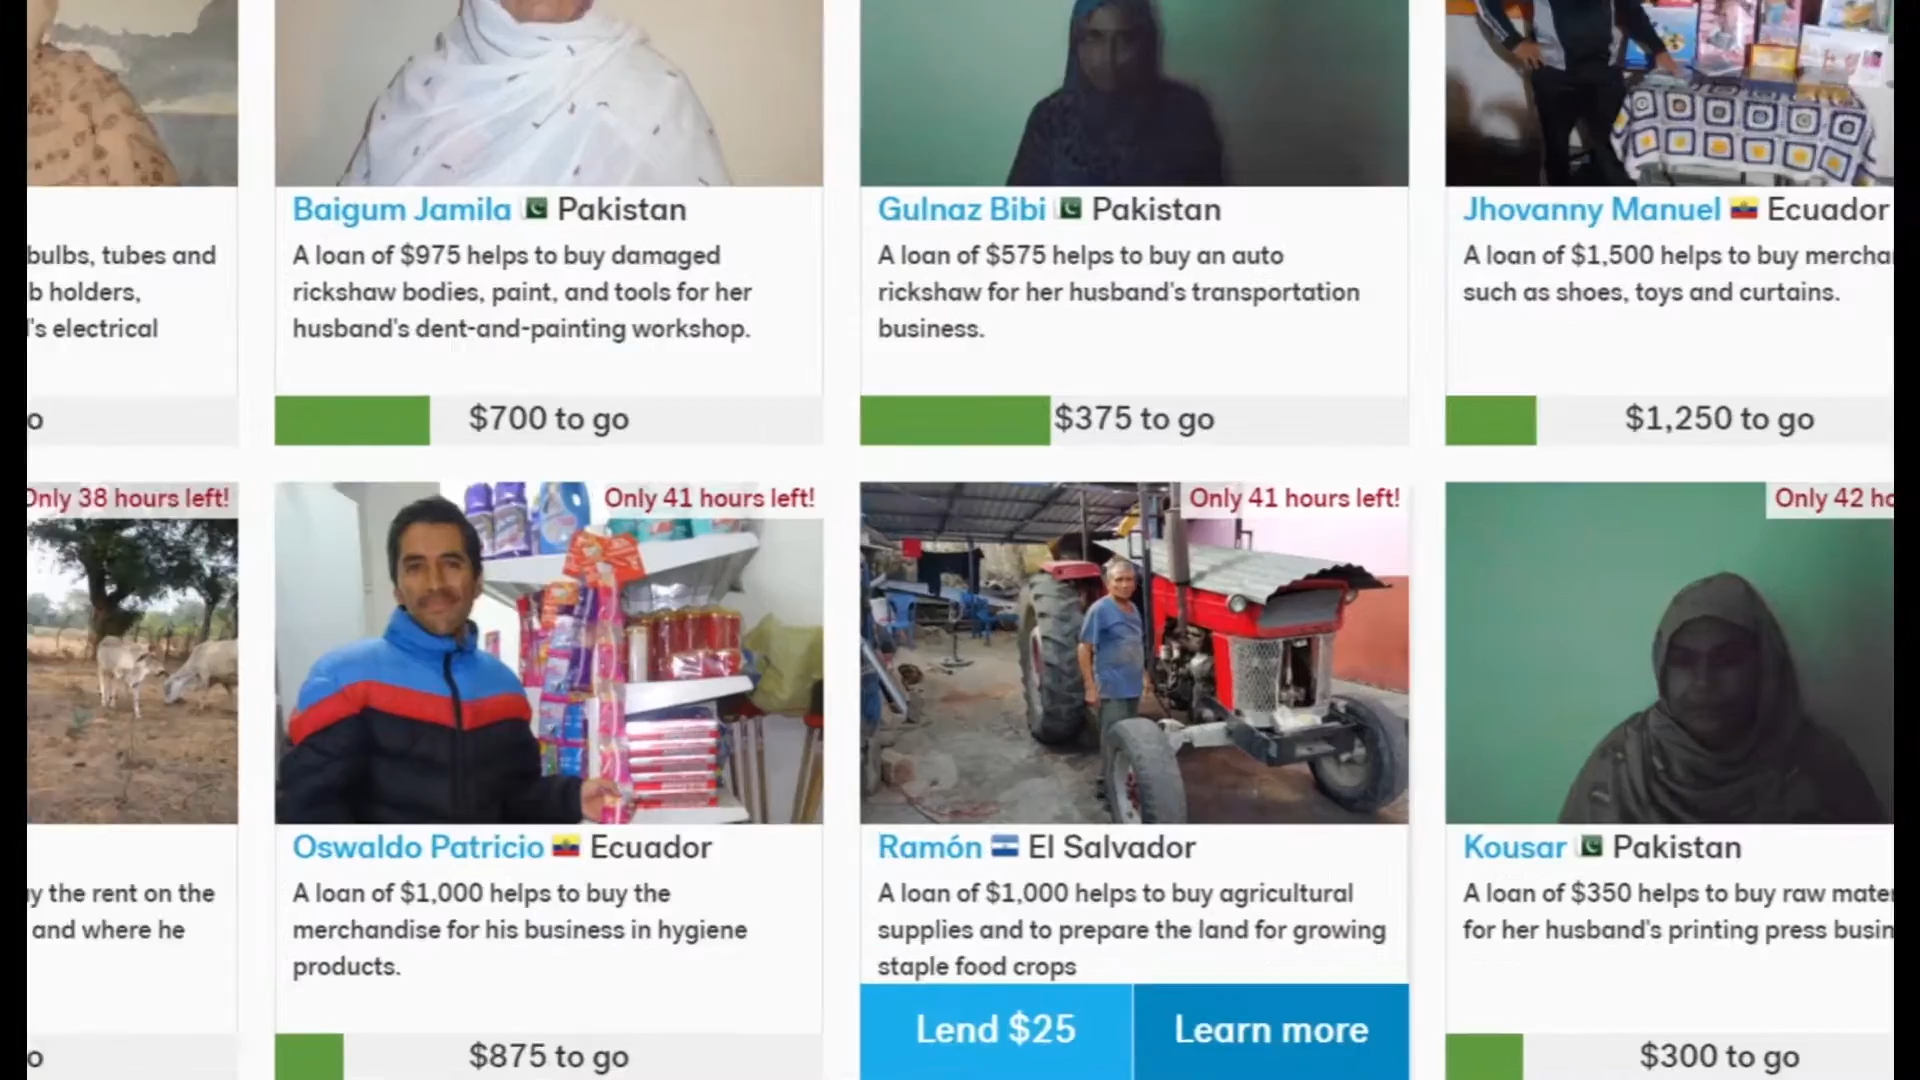 bulbs, tubes and
b holders,
's electrical
o
Baigum Jamila Pakistan
A loan of $975 helps to buy damaged
rickshaw bodies, paint, and tools for her
husband's dent-and-painting workshop.
$700 to go
Gulnaz Bibi Pakistan
A loan of $575 helps to buy an auto
rickshaw for her husband's transportation
business.
$375 to go
Jhovanny Manuel Ecuador
A loan of $1,500 helps to buy mercha
such as shoes, toys and curtains.
$1,250 to go
Only 38 hours left!
y the rent on the
and where he
o
Only 41 hours left!
Oswaldo Patricio Ecuador
A loan of $1,000 helps to buy the
merchandise for his business in hygiene
products.
$875 to go
Only 41 hours left!
Ramón El Salvador
A loan of $1,000 helps to buy agricultural
supplies and to prepare the land for growing
staple food crops
Lend $25
Learn more
Only 42 ho
Kousar Pakistan
A loan of $350 helps to buy raw mate
for her husband's printing press busin
$300 to go